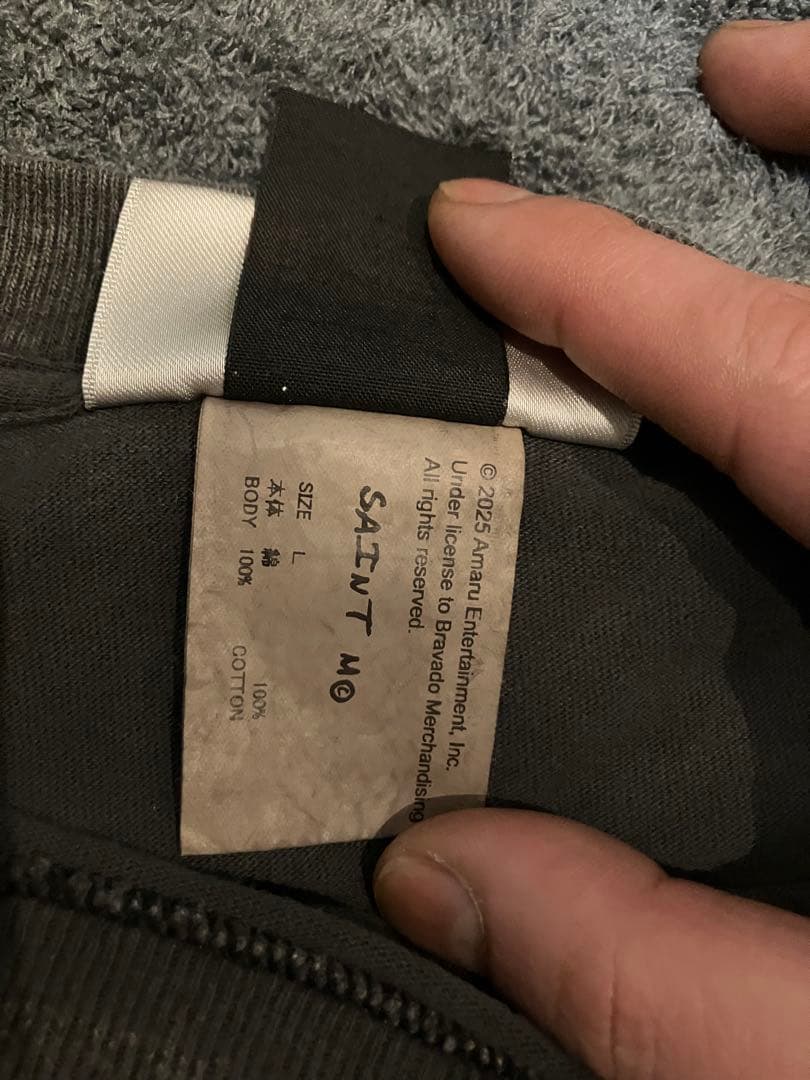 © 2025 Amaru Entertainment, Inc.
Under license to Bravado Merchandising
All rights reserved.
SAINT M©
SIZE L
本体 綿 100%
BODY 100% COTTON